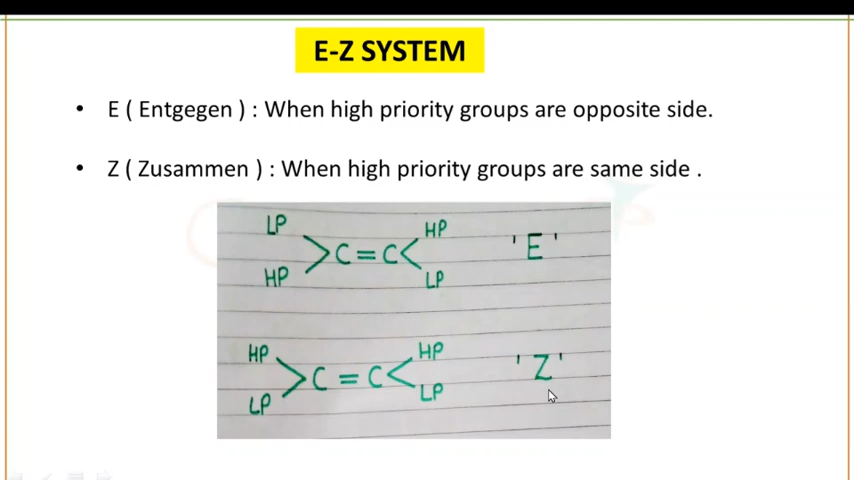 E-Z SYSTEM
• E ( Entgegen ) : When high priority groups are opposite side.
• Z ( Zusammen ) : When high priority groups are same side .
LP HP
>C=C< 'E'
HP LP
HP HP
>C=C< 'Z'
LP LP